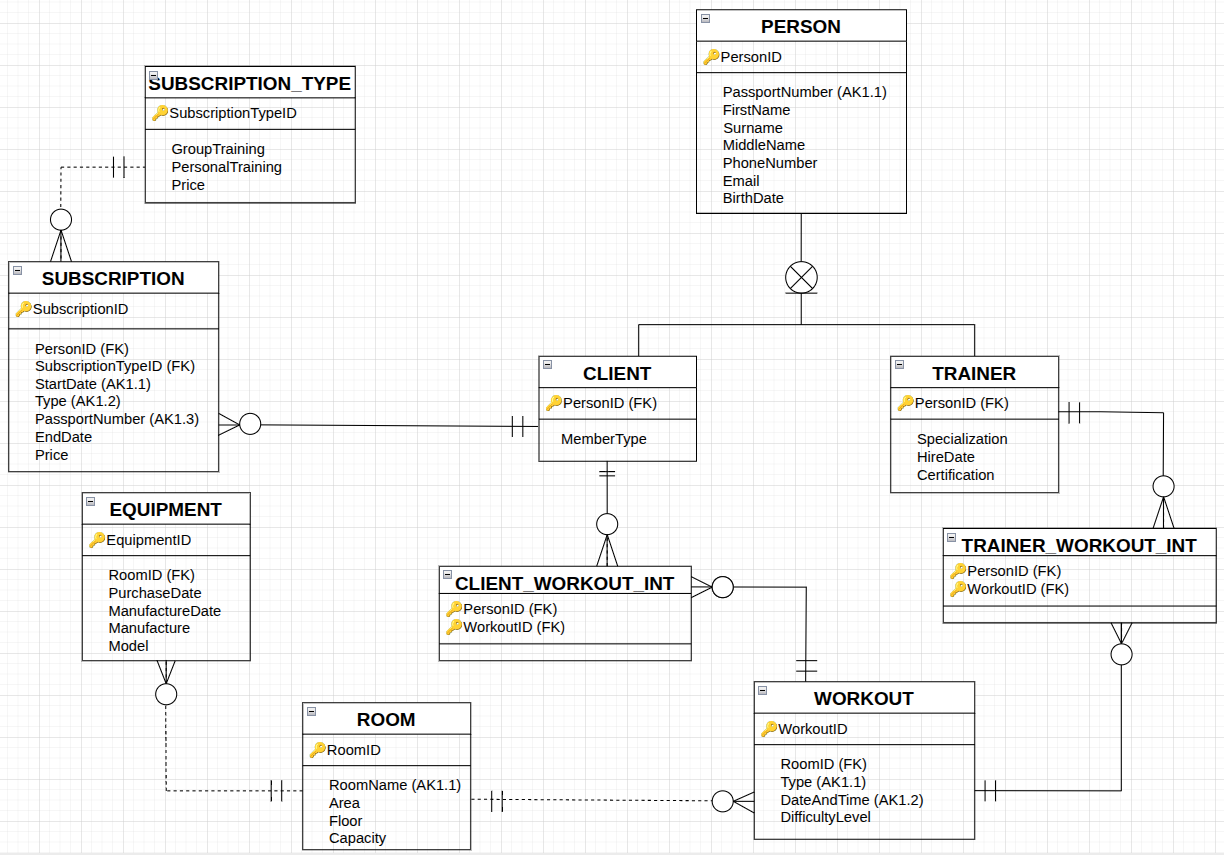 PERSON
PersonID
PassportNumber (AK1.1)
FirstName
Surname
MiddleName
PhoneNumber
Email
BirthDate
SUBSCRIPTION_TYPE
SubscriptionTypeID
GroupTraining
PersonalTraining
Price
SUBSCRIPTION
SubscriptionID
PersonID (FK)
SubscriptionTypeID (FK)
StartDate (AK1.1)
Type (AK1.2)
PassportNumber (AK1.3)
EndDate
Price
CLIENT
PersonID (FK)
MemberType
TRAINER
PersonID (FK)
Specialization
HireDate
Certification
EQUIPMENT
EquipmentID
RoomID (FK)
PurchaseDate
ManufactureDate
Manufacture
Model
CLIENT_WORKOUT_INT
PersonID (FK)
WorkoutID (FK)
TRAINER_WORKOUT_INT
PersonID (FK)
WorkoutID (FK)
ROOM
RoomID
RoomName (AK1.1)
Area
Floor
Capacity
WORKOUT
WorkoutID
RoomID (FK)
Type (AK1.1)
DateAndTime (AK1.2)
DifficultyLevel